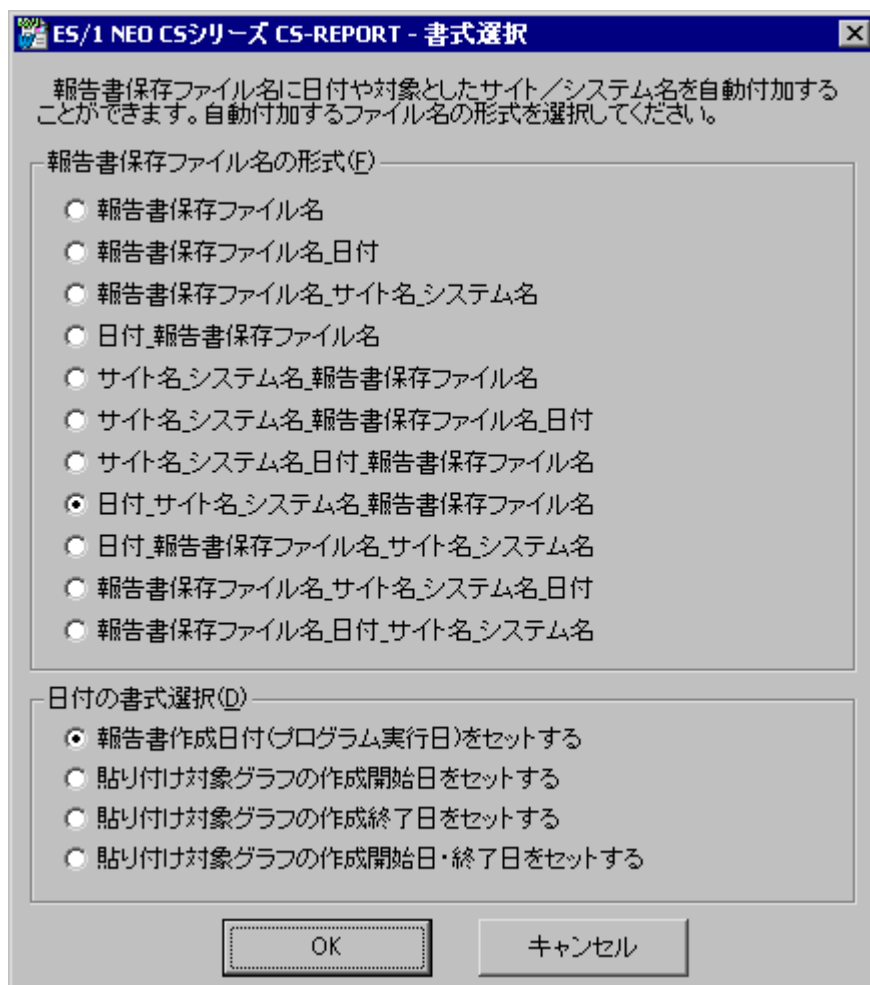 ES/1 NEO CSシリーズ CS-REPORT - 書式選択
報告書保存ファイル名に日付や対象としたサイト／システム名を自動付加する
ことができます。自動付加するファイル名の形式を選択してください。
報告書保存ファイル名の形式(F)
報告書保存ファイル名
報告書保存ファイル名_日付
報告書保存ファイル名_サイト名_システム名
日付_報告書保存ファイル名
サイト名_システム名_報告書保存ファイル名
サイト名_システム名_報告書保存ファイル名_日付
サイト名_システム名_日付_報告書保存ファイル名
日付_サイト名_システム名_報告書保存ファイル名
日付_報告書保存ファイル名_サイト名_システム名
報告書保存ファイル名_サイト名_システム名_日付
報告書保存ファイル名_日付_サイト名_システム名
日付の書式選択(D)
報告書作成日付(プログラム実行日)をセットする
貼り付け対象グラフの作成開始日をセットする
貼り付け対象グラフの作成終了日をセットする
貼り付け対象グラフの作成開始日・終了日をセットする
OK
キャンセル